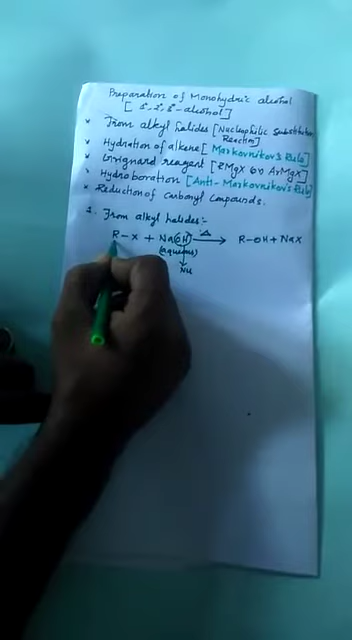 Preparation of Monohydric alcohol
[1°-2°-3°-alcohol]
× From alkyl halides [Nucleophilic Substitution
Reaction]
× Hydration of alkene [Markovnikov's Rule]
× Grignard reagent [RMgX or ArMgX]
× Hydroboration [Anti-Markovnikov's Rule]
× Reduction of Carbonyl Compounds.
1. From alkyl halides:-
R-X + NaOH →Δ R-OH + NaX
(aqueous)
Nu